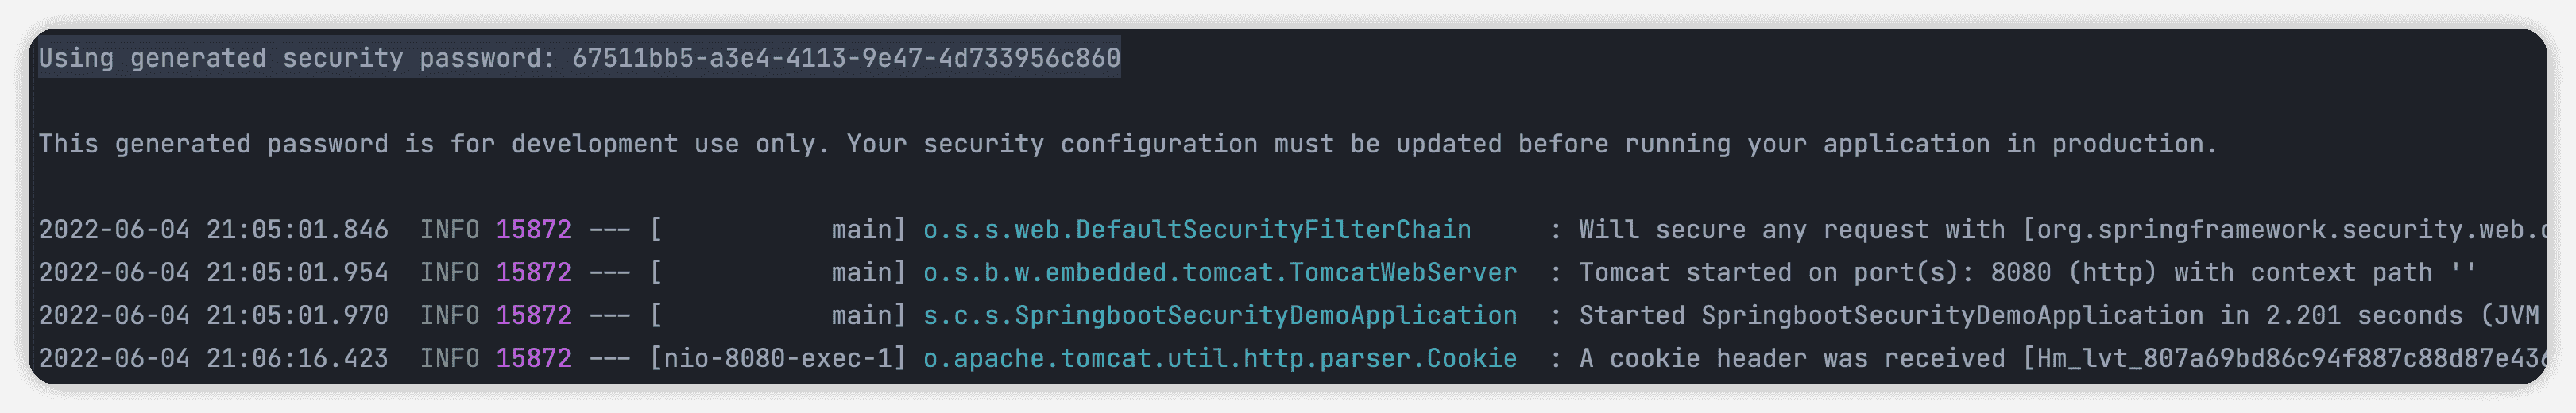 Using generated security password: 67511bb5-a3e4-4113-9e47-4d733956c860
This generated password is for development use only. Your security configuration must be updated before running your application in production.
2022-06-04 21:05:01.846  INFO 15872 --- [           main] o.s.s.web.DefaultSecurityFilterChain     : Will secure any request with [org.springframework.security.web.
2022-06-04 21:05:01.954  INFO 15872 --- [           main] o.s.b.w.embedded.tomcat.TomcatWebServer  : Tomcat started on port(s): 8080 (http) with context path ''
2022-06-04 21:05:01.970  INFO 15872 --- [           main] s.c.s.SpringbootSecurityDemoApplication  : Started SpringbootSecurityDemoApplication in 2.201 seconds (JVM
2022-06-04 21:06:16.423  INFO 15872 --- [nio-8080-exec-1] o.apache.tomcat.util.http.parser.Cookie  : A cookie header was received [Hm_lvt_807a69bd86c94f887c88d87e436